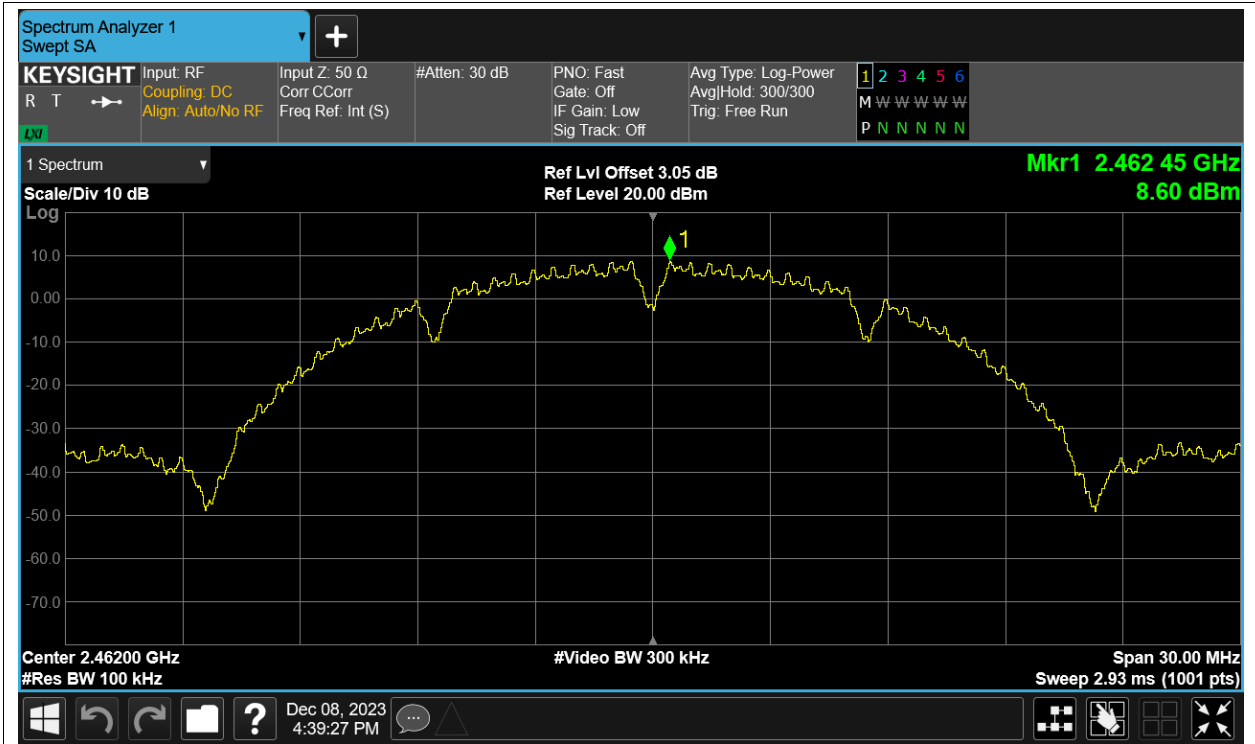 Spectrum Analyzer 1
Swept SA
KEYSIGHT
R T
LXI
Input: RF
Coupling: DC
Align: Auto/No RF
Input Z: 50 Ω
Corr CCorr
Freq Ref: Int (S)
#Atten: 30 dB
PNO: Fast
Gate: Off
IF Gain: Low
Sig Track: Off
Avg Type: Log-Power
Avg|Hold: 300/300
Trig: Free Run
1 2 3 4 5 6
M W W W W W
P N N N N N
1 Spectrum
Scale/Div 10 dB
Log
Ref Lvl Offset 3.05 dB
Ref Level 20.00 dBm
Mkr1 2.462 45 GHz
8.60 dBm
1
10.0
0.00
-10.0
-20.0
-30.0
-40.0
-50.0
-60.0
-70.0
Center 2.46200 GHz
#Res BW 100 kHz
#Video BW 300 kHz
Span 30.00 MHz
Sweep 2.93 ms (1001 pts)
?
Dec 08, 2023
4:39:27 PM